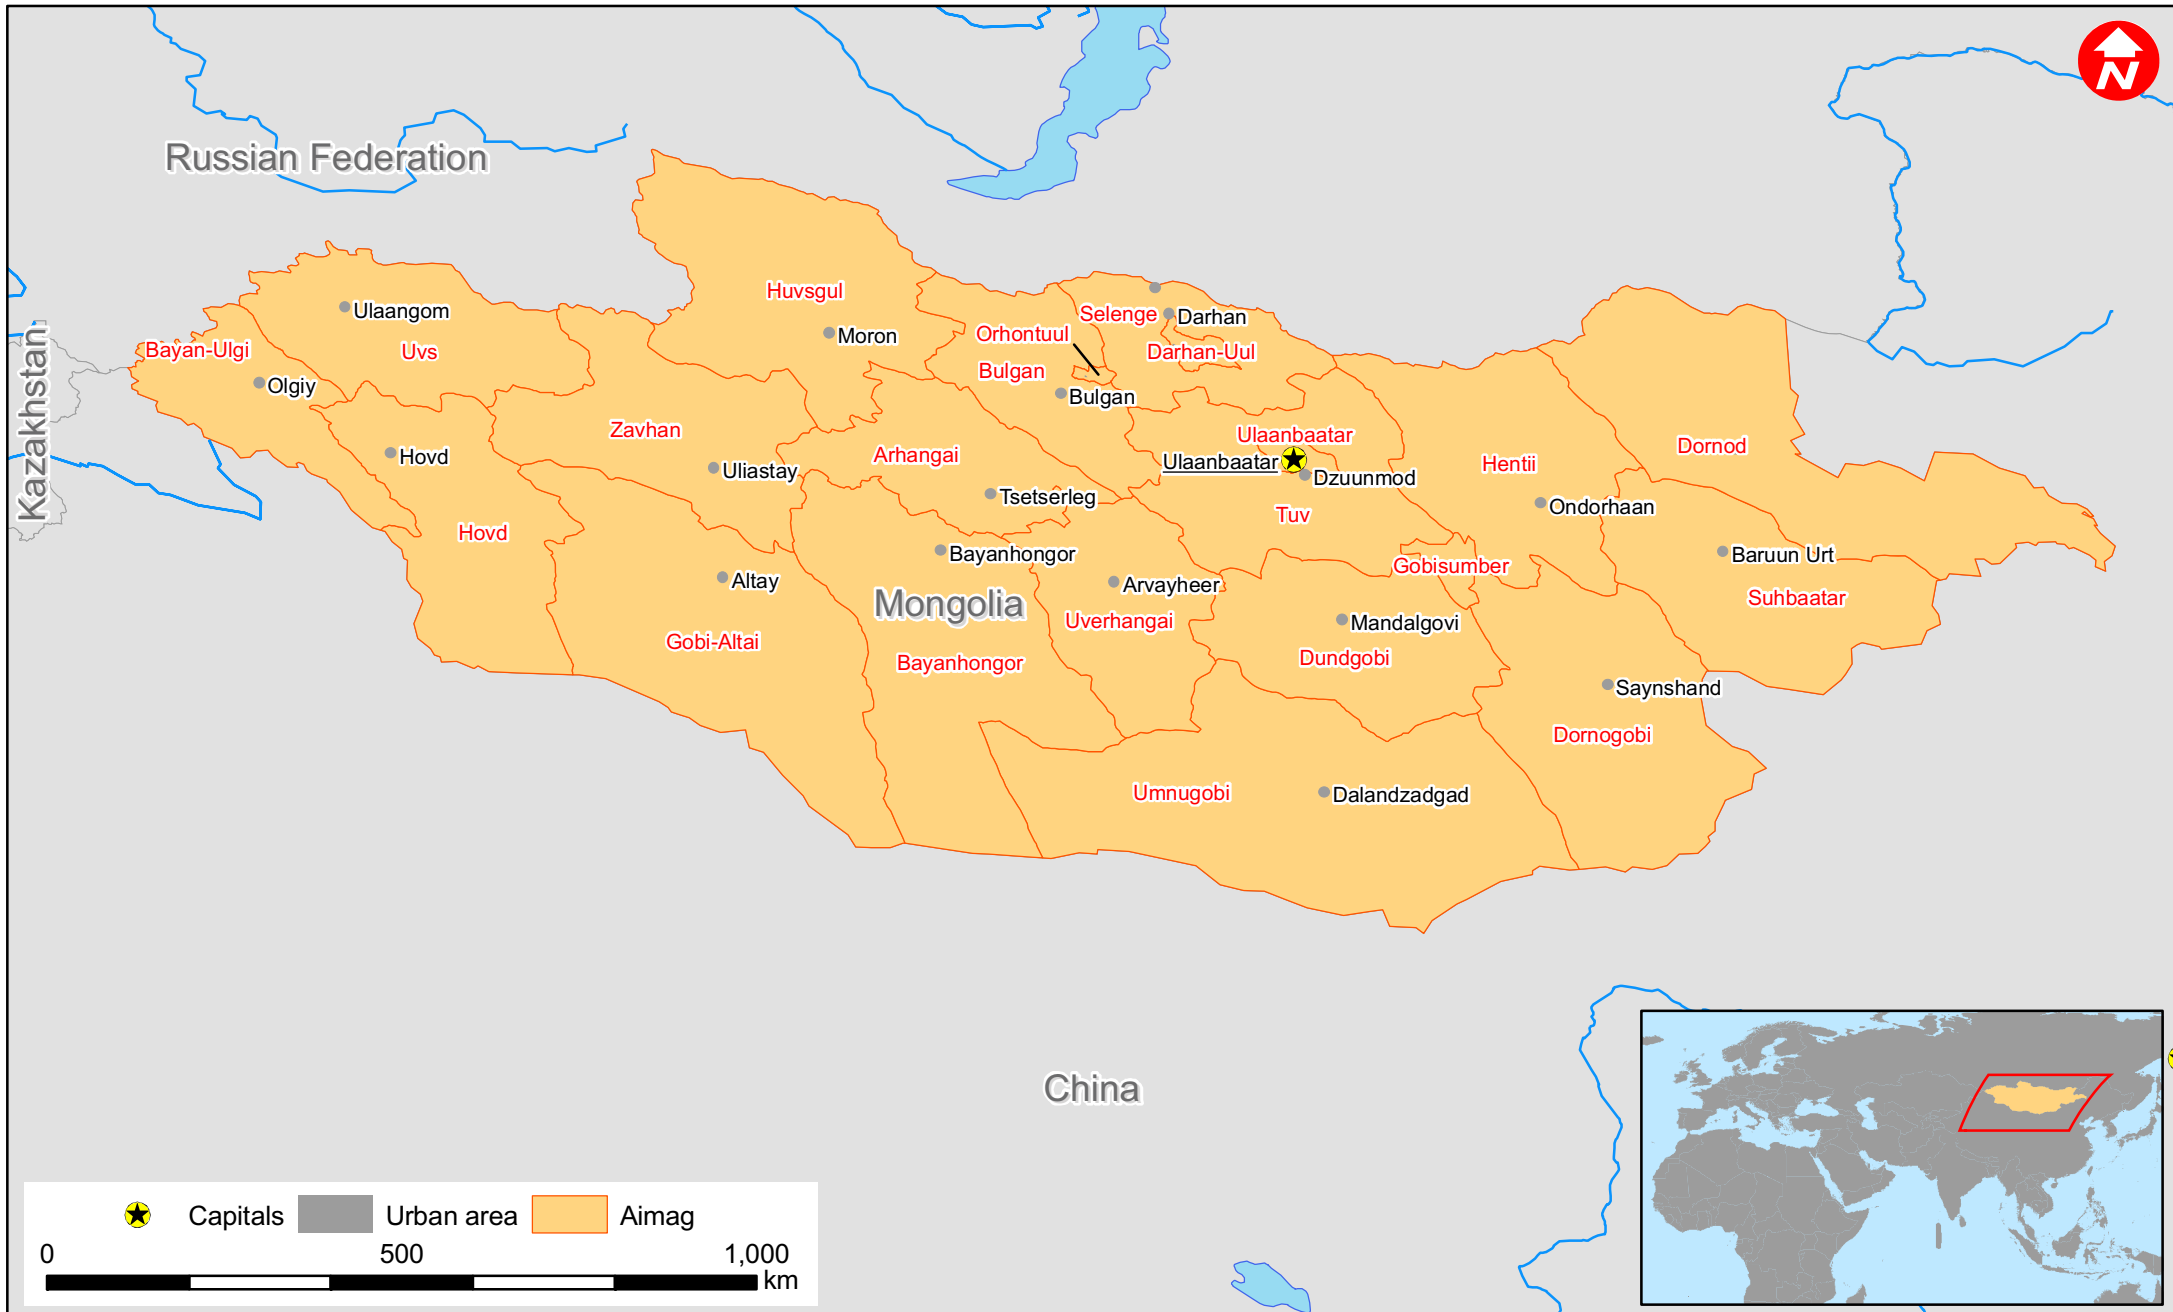 N
Russian Federation
Kazakhstan
Huvsgul
Ulaangom
Selenge
Darhan
Moron
Orhontuul
Bayan-Ulgi
Uvs
Darhan-Uul
Bulgan
Olgiy
Bulgan
Zavhan
Ulaanbaatar
Dornod
Hovd
Arhangai
Ulaanbaatar
Hentii
Uliastay
Dzuunmod
Tsetserleg
Ondorhaan
Tuv
Hovd
Bayanhongor
Baruun Urt
Gobisumber
Altay
Arvayheer
Mongolia
Suhbaatar
Uverhangai
Mandalgovi
Gobi-Altai
Bayanhongor
Dundgobi
Saynshand
Dornogobi
Umnugobi
Dalandzadgad
China
Capitals
Urban area
Aimag
0 500 1,000
km